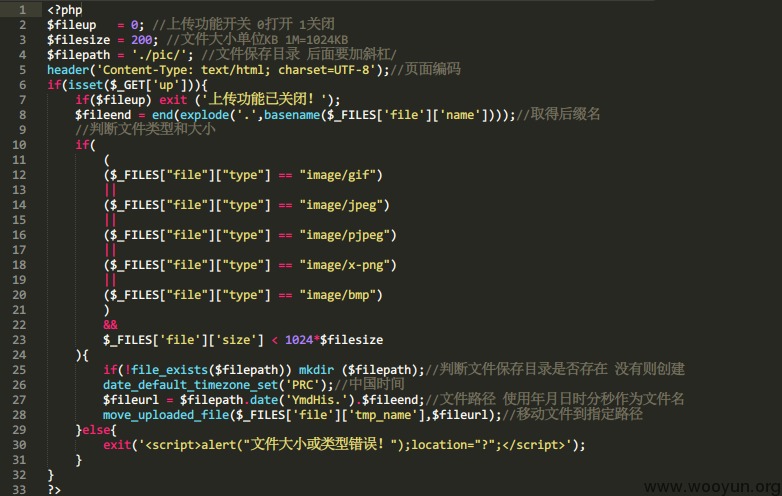 1 <?php
2 $fileup   = 0; //上传功能开关 0打开 1关闭
3 $filesize = 200; //文件大小单位KB 1M=1024KB
4 $filepath = './pic/'; //文件保存目录 后面要加斜杠/
5 header('Content-Type: text/html; charset=UTF-8');//页面编码
6 if(isset($_GET['up'])){
7     if($fileup) exit ('上传功能已关闭！');
8     $fileend = end(explode('.',basename($_FILES['file']['name'])));//取得后缀名
9     //判断文件类型和大小
10     if(
11         (
12         ($_FILES["file"]["type"] == "image/gif")
13         ||
14         ($_FILES["file"]["type"] == "image/jpeg")
15         ||
16         ($_FILES["file"]["type"] == "image/pjpeg")
17         ||
18         ($_FILES["file"]["type"] == "image/x-png")
19         ||
20         ($_FILES["file"]["type"] == "image/bmp")
21         )
22         &&
23         $_FILES['file']['size'] < 1024*$filesize
24     ){
25         if(!file_exists($filepath)) mkdir ($filepath);//判断文件保存目录是否存在 没有则创建
26         date_default_timezone_set('PRC');//中国时间
27         $fileurl = $filepath.date('YmdHis.').$fileend;//文件路径 使用年月日时分秒作为文件名
28         move_uploaded_file($_FILES['file']['tmp_name'],$fileurl);//移动文件到指定路径
29     }else{
30         exit('<script>alert("文件大小或类型错误！");location="?";</script>');
31     }
32 }
33 ?>
www.wooyun.org